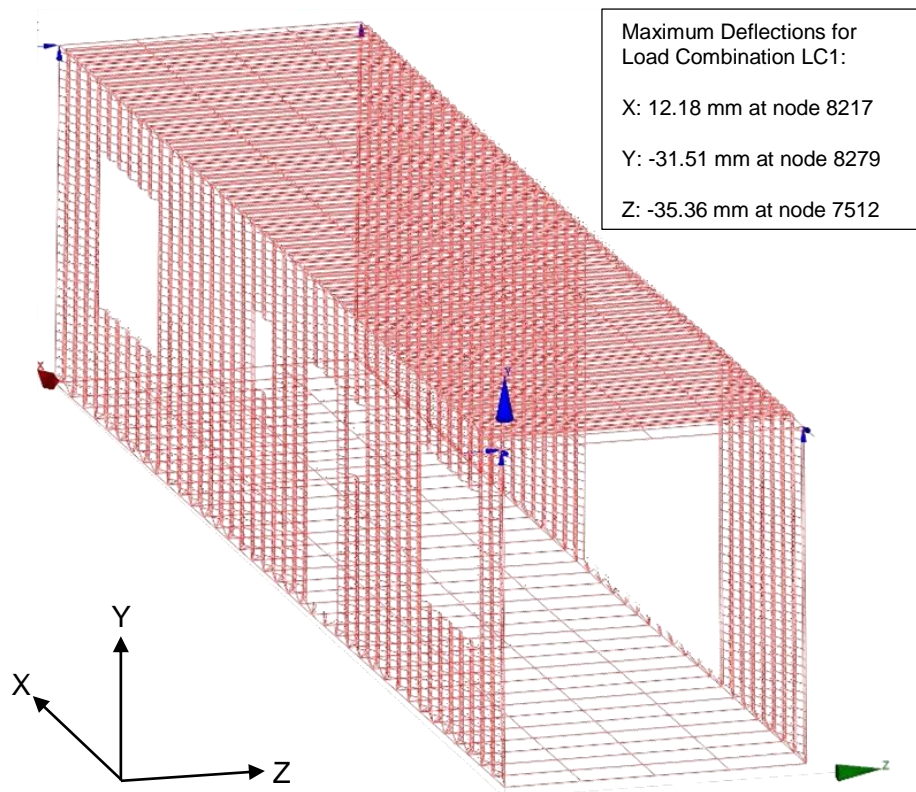 Maximum Deflections for
Load Combination LC1:
X: 12.18 mm at node 8217
Y: -31.51 mm at node 8279
Z: -35.36 mm at node 7512
X
Y
Z
Y
X
Z